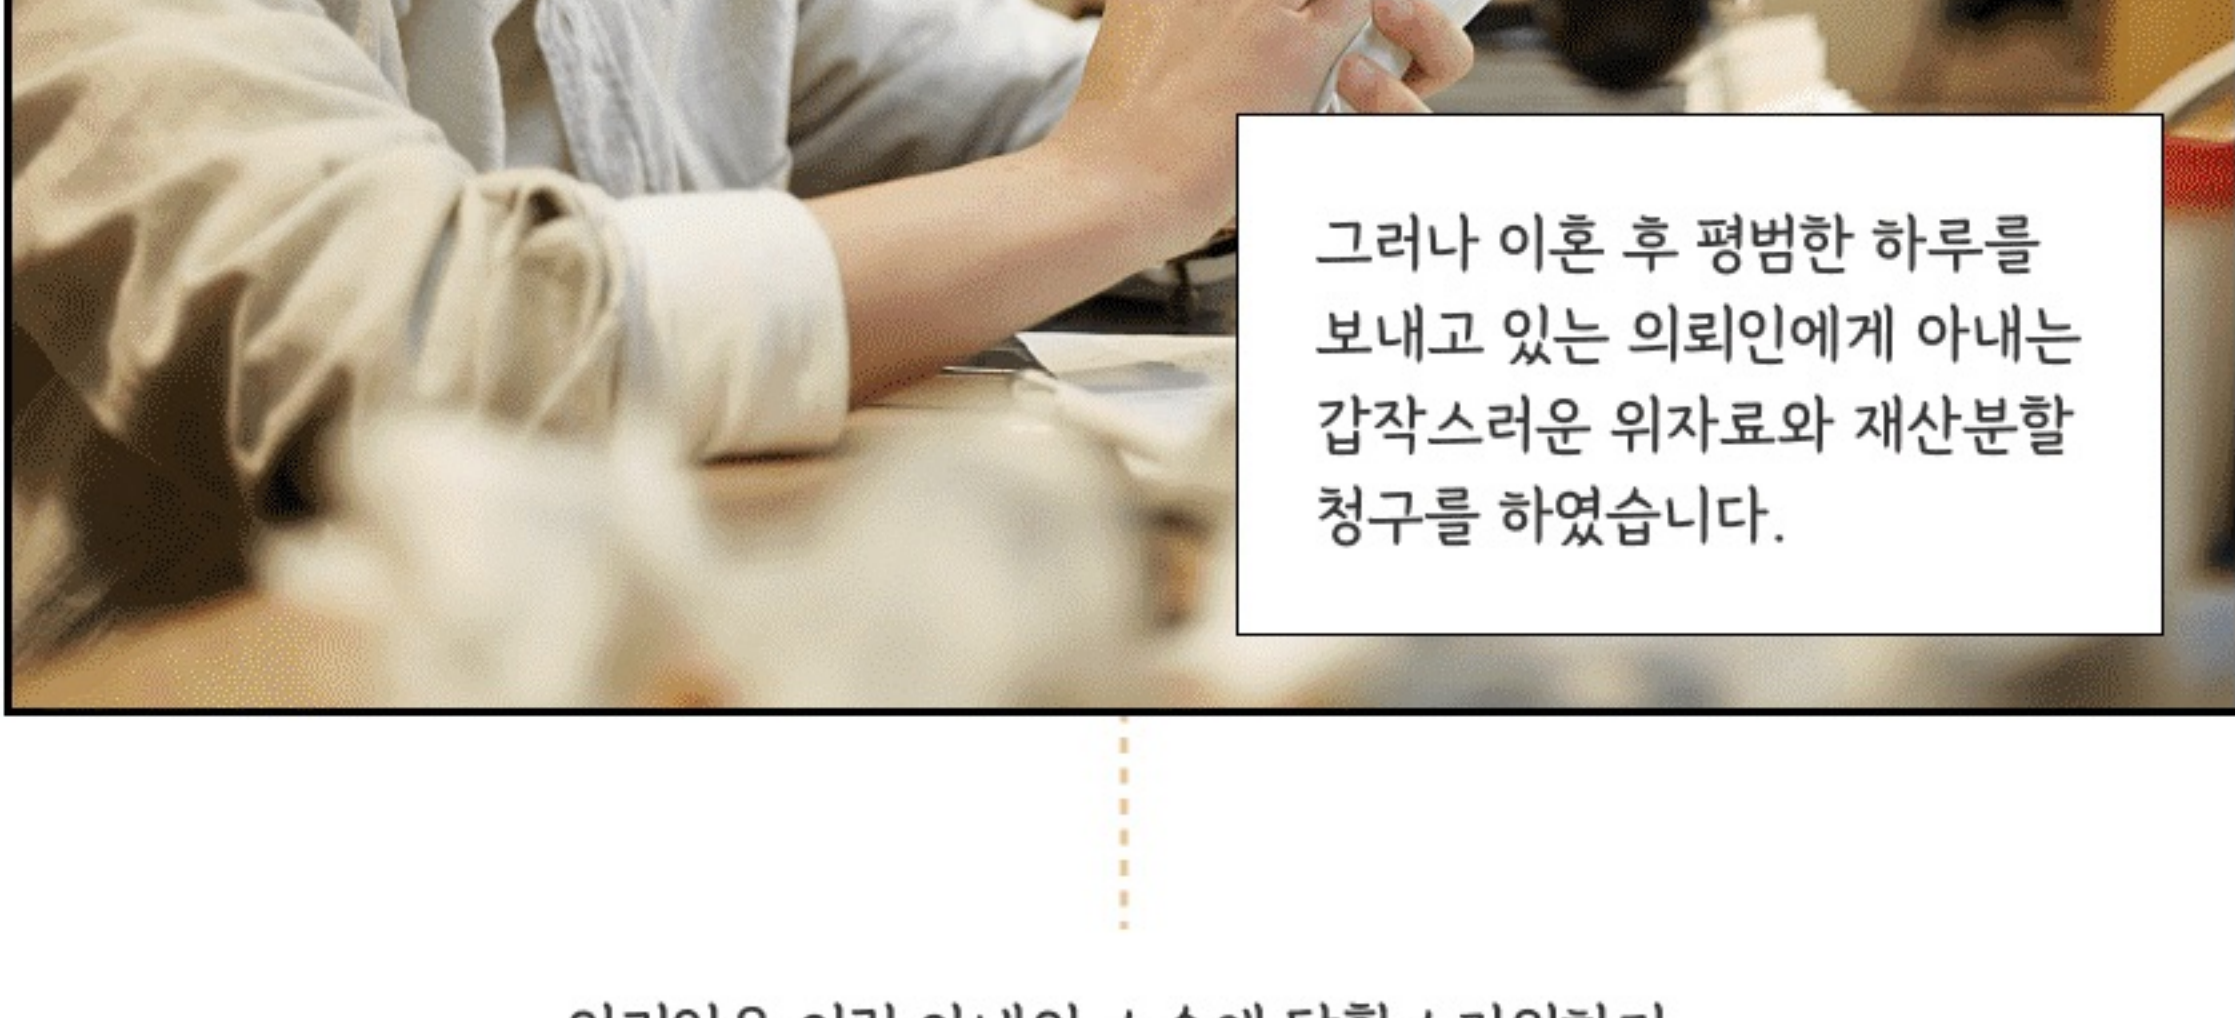 그러나 이혼 후 평범한 하루를
보내고 있는 의뢰인에게 아내는
갑작스러운 위자료와 재산분할
청구를 하였습니다.